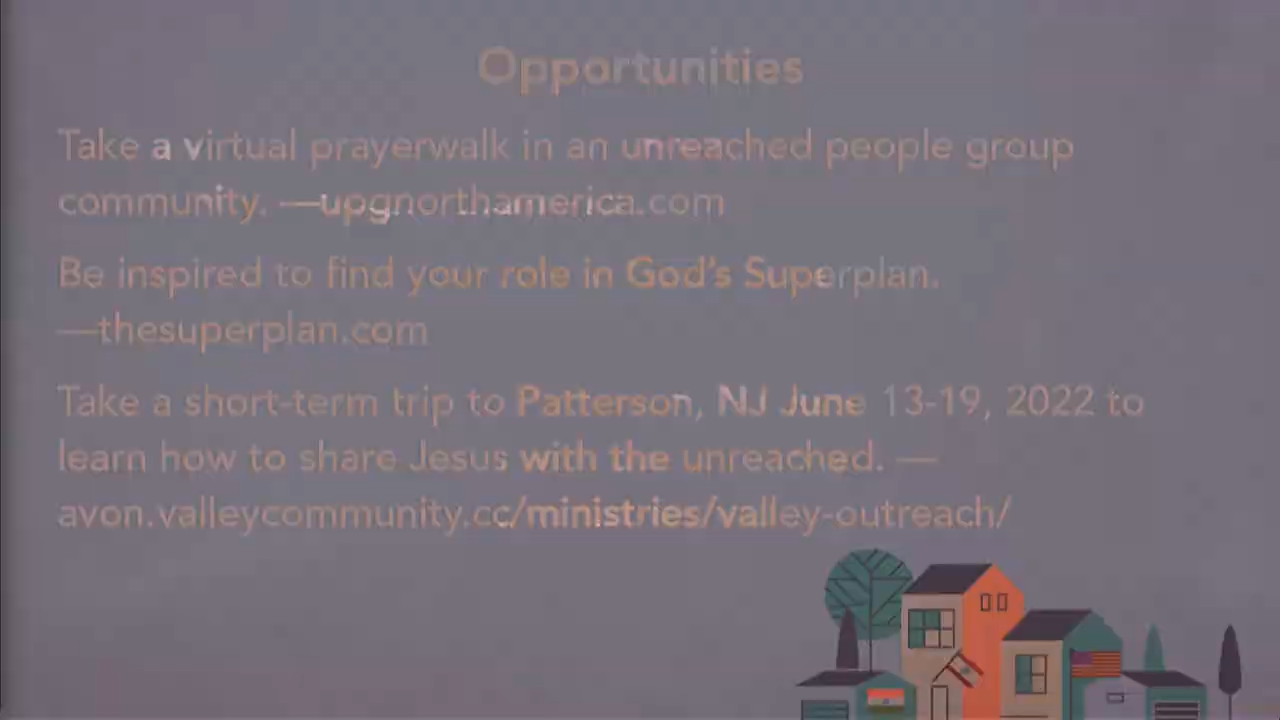 Opportunities
Take a virtual prayerwalk in an unreached people group
community. —upgnorthamerica.com
Be inspired to find your role in God's Superplan.
—thesuperplan.com
Take a short-term trip to Patterson, NJ June 13-19, 2022 to
learn how to share Jesus with the unreached. —
avon.valleycommunity.cc/ministries/valley-outreach/